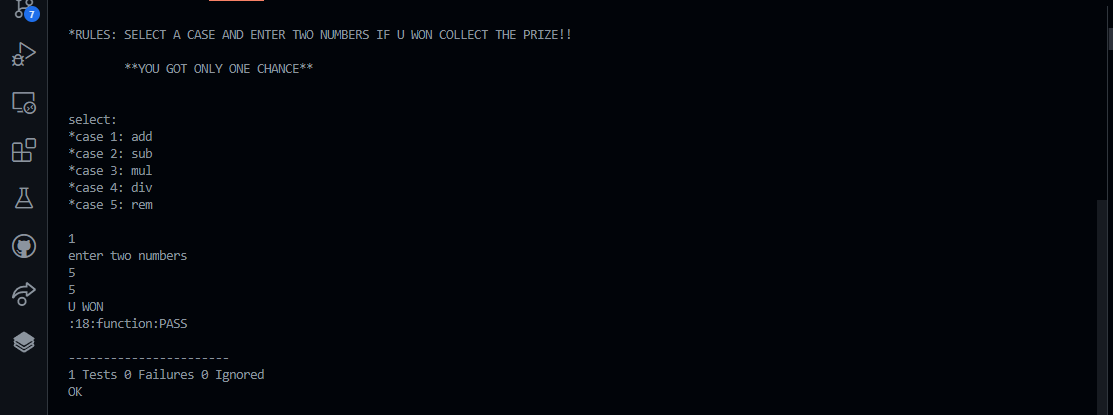 7
*RULES: SELECT A CASE AND ENTER TWO NUMBERS IF U WON COLLECT THE PRIZE!!
**YOU GOT ONLY ONE CHANCE**
select:
*case 1: add
*case 2: sub
*case 3: mul
*case 4: div
*case 5: rem
1
enter two numbers
5
5
U WON
:18:function:PASS
-----------------------
1 Tests 0 Failures 0 Ignored
OK